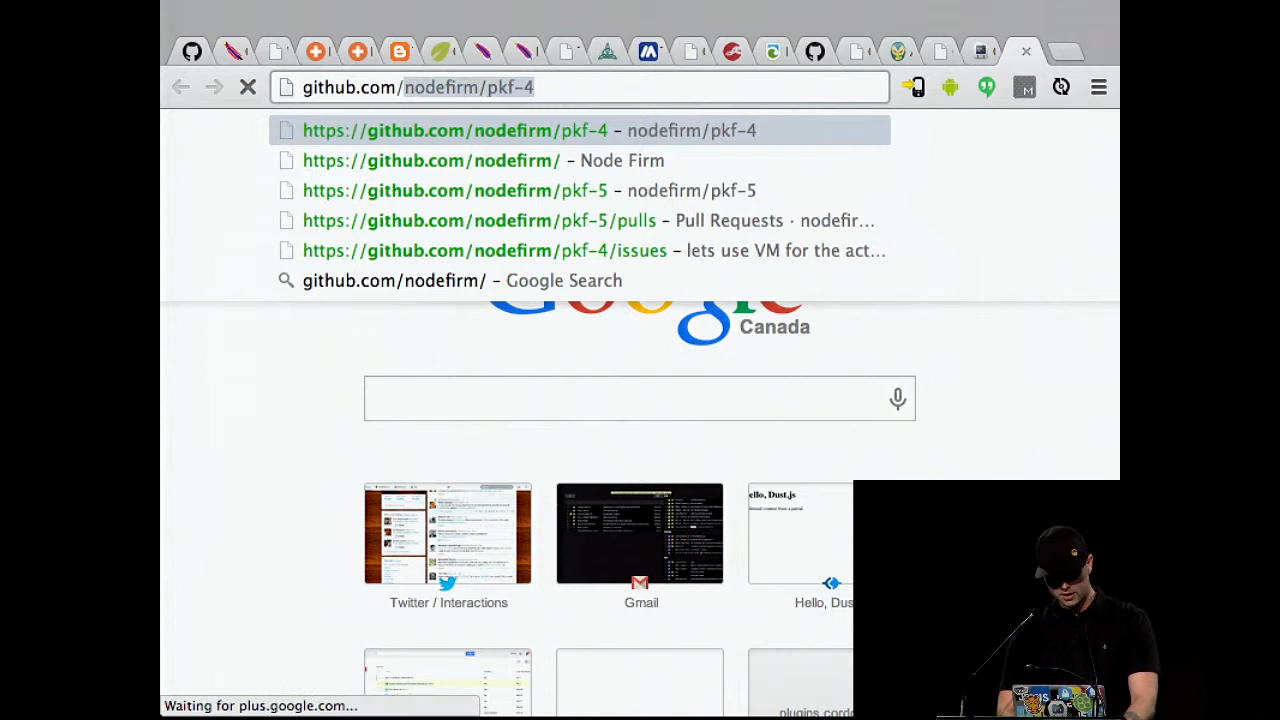 github.com/nodefirm/pkf-4
https://github.com/nodefirm/pkf-4 – nodefirm/pkf-4
https://github.com/nodefirm/ – Node Firm
https://github.com/nodefirm/pkf-5 – nodefirm/pkf-5
https://github.com/nodefirm/pkf-5/pulls – Pull Requests · nodefir...
https://github.com/nodefirm/pkf-4/issues – lets use VM for the act...
github.com/nodefirm/ – Google Search
Canada
ello, Dust.js
Twitter / Interactions
Gmail
Hello, Dus
plugins.cordo
Waiting for plus.google.com...